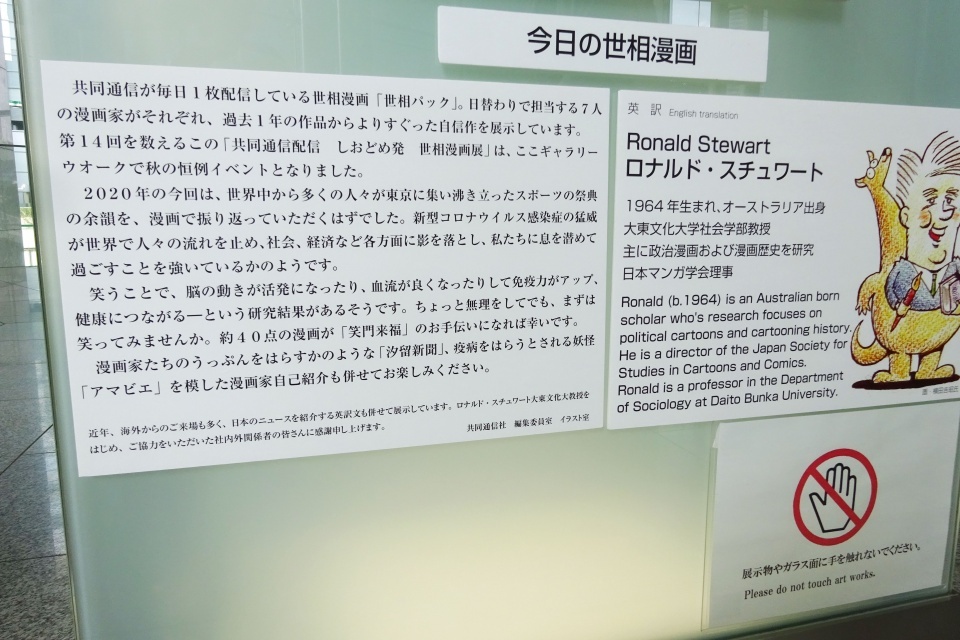 今日の世相漫画
共同通信が毎日1枚配信している世相漫画「世相パック」。日替わりで担当する7人
の漫画家がそれぞれ、過去1年の作品からよりすぐった自信作を展示しています。
第14回を数えるこの「共同通信配信　しおどめ発　世相漫画展」は、ここギャラリー
ウオークで秋の恒例イベントとなりました。
2020年の今回は、世界中から多くの人々が東京に集い沸き立ったスポーツの祭典
の余韻を、漫画で振り返っていただくはずでした。新型コロナウイルス感染症の猛威
が世界で人々の流れを止め、社会、経済など各方面に影を落とし、私たちに息を潜めて
過ごすことを強いているかのようです。
笑うことで、脳の動きが活発になったり、血流が良くなったりして免疫力がアップ、
健康につながる―という研究結果があるそうです。ちょっと無理をしてでも、まずは
笑ってみませんか。約40点の漫画が「笑門来福」のお手伝いになれば幸いです。
漫画家たちのうっぷんをはらすかのような「汐留新聞」、疫病をはらうとされる妖怪
「アマビエ」を模した漫画家自己紹介も併せてお楽しみください。
近年、海外からのご来場も多く、日本のニュースを紹介する英訳文も併せて展示しています。ロナルド・スチュワート大東文化大教授を
はじめ、ご協力をいただいた社内外関係者の皆さんに感謝申し上げます。
共同通信社　編集委員室　イラスト室
英　訳　English translation
Ronald Stewart
ロナルド・スチュワート
1964年生まれ、オーストラリア出身
大東文化大学社会学部教授
主に政治漫画および漫画歴史を研究
日本マンガ学会理事
Ronald (b.1964) is an Australian born
scholar who's research focuses on
political cartoons and cartooning history.
He is a director of the Japan Society for
Studies in Cartoons and Comics.
Ronald is a professor in the Department
of Sociology at Daito Bunka University.
展示物やガラス面に手を触れないでください。
Please do not touch art works.